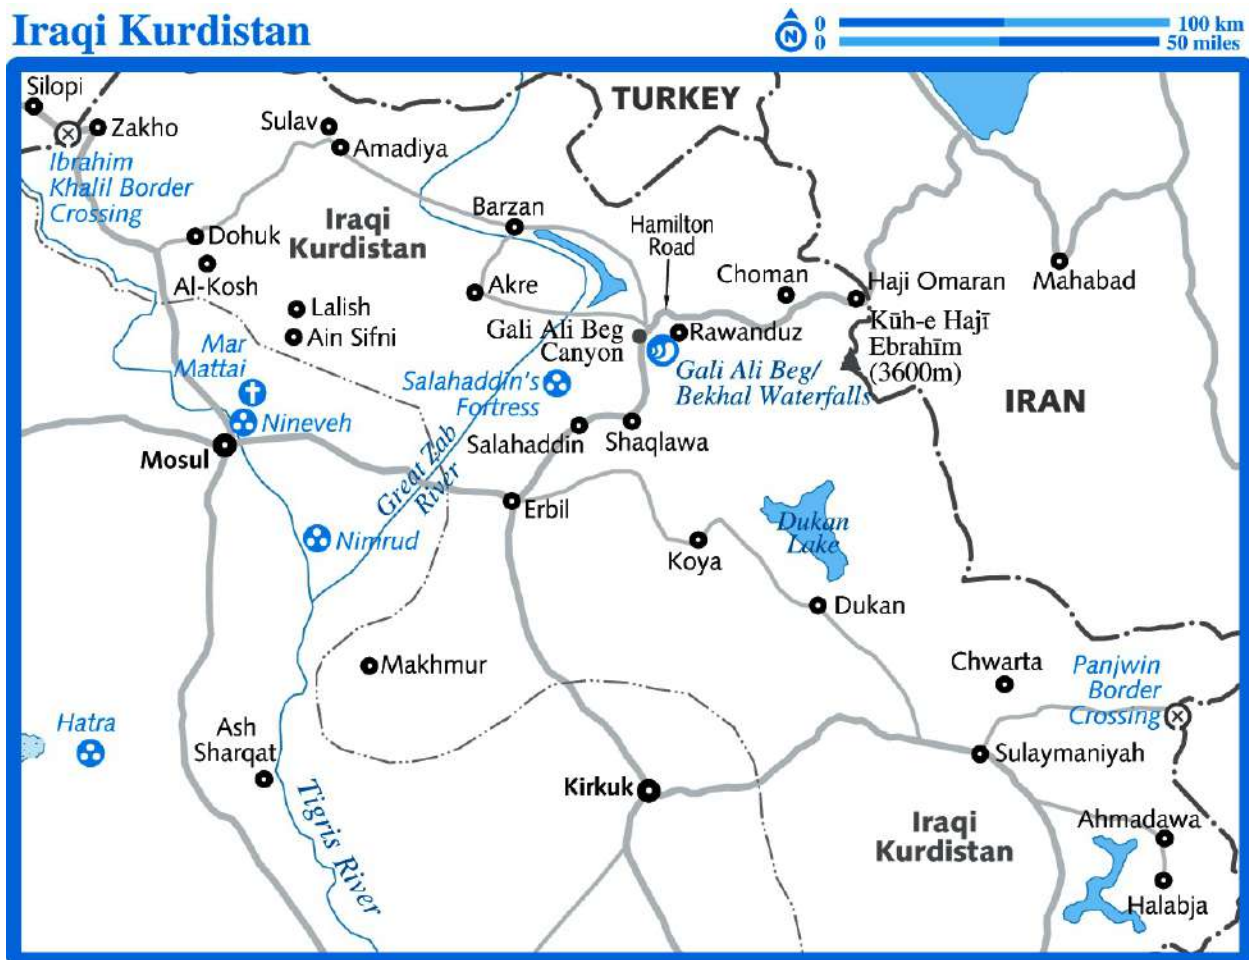 Iraqi Kurdistan
N
0
100 km
0
50 miles
Silopi
Zakho
Ibrahim
Khalil Border
Crossing
Sulav
Amadiya
TURKEY
Iraqi
Kurdistan
Barzan
Hamilton
Road
Dohuk
Al-Kosh
Choman
Haji Omaran
Mahabad
Akre
Lalish
Ain Sifni
Gali Ali Beg
Canyon
Rawanduz
Kūh-e Hajī
Ebrahīm
(3600m)
Mar
Mattai
Salahaddin's
Fortress
Gali Ali Beg/
Bekhal Waterfalls
IRAN
Nineveh
Mosul
Salahaddin
Shaqlawa
Great Zab
River
Erbil
Nimrud
Koya
Dukan
Lake
Dukan
Makhmur
Chwarta
Panjwin
Border
Crossing
Hatra
Ash
Sharqat
Sulaymaniyah
Kirkuk
Tigris River
Iraqi
Kurdistan
Ahmadawa
Halabja